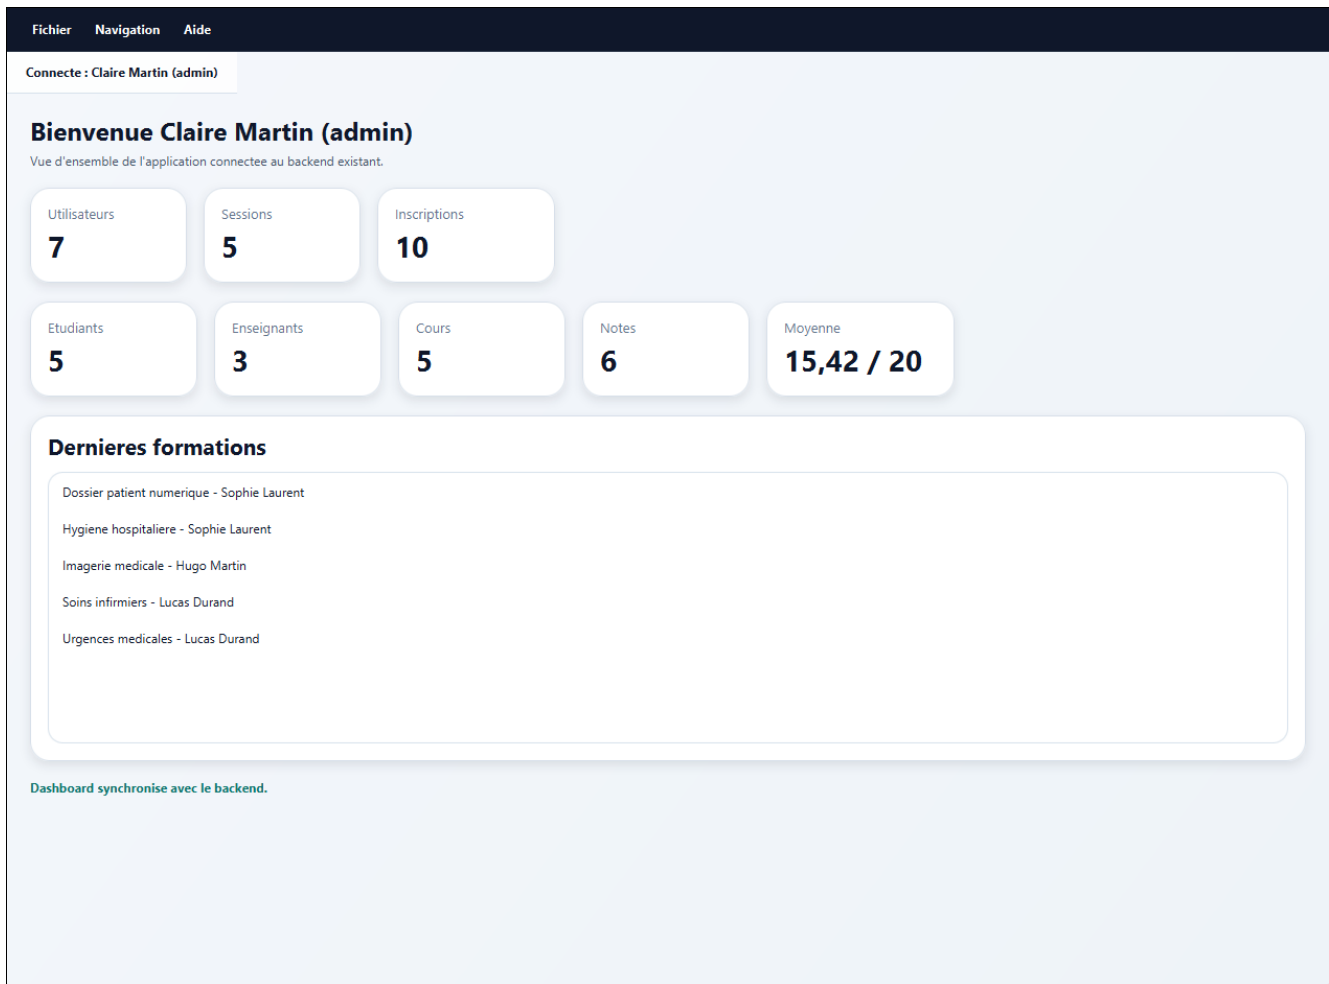 Fichier Navigation Aide
Connecte : Claire Martin (admin)
Bienvenue Claire Martin (admin)
Vue d'ensemble de l'application connectee au backend existant.
Utilisateurs Sessions Inscriptions
7 5 10
Etudiants Enseignants Cours Notes Moyenne
5 3 5 6 15,42 / 20
Dernieres formations
Dossier patient numerique - Sophie Laurent
Hygiene hospitaliere - Sophie Laurent
Imagerie medicale - Hugo Martin
Soins infirmiers - Lucas Durand
Urgences medicales - Lucas Durand
Dashboard synchronise avec le backend.